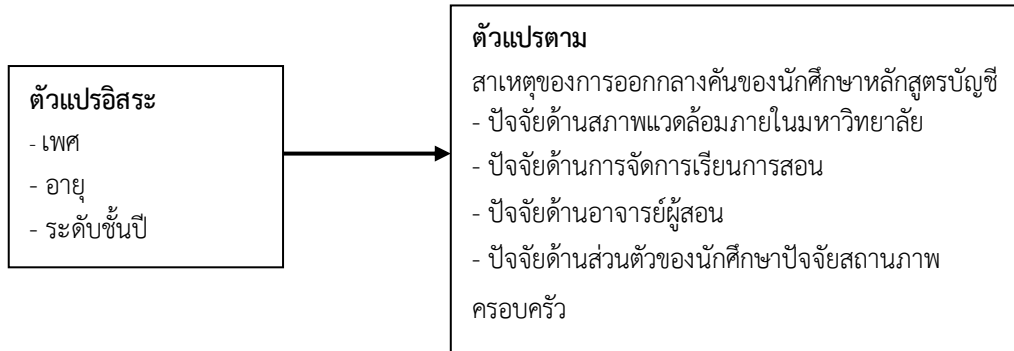 ตัวแปรอิสระ
- เพศ
- อายุ
- ระดับชั้นปี
ตัวแปรตาม
สาเหตุของการออกกลางคันของนักศึกษาหลักสูตรบัญชี
- ปัจจัยด้านสภาพแวดล้อมภายในมหาวิทยาลัย
- ปัจจัยด้านการจัดการเรียนการสอน
- ปัจจัยด้านอาจารย์ผู้สอน
- ปัจจัยด้านส่วนตัวของนักศึกษาปัจจัยสถานภาพ
ครอบครัว